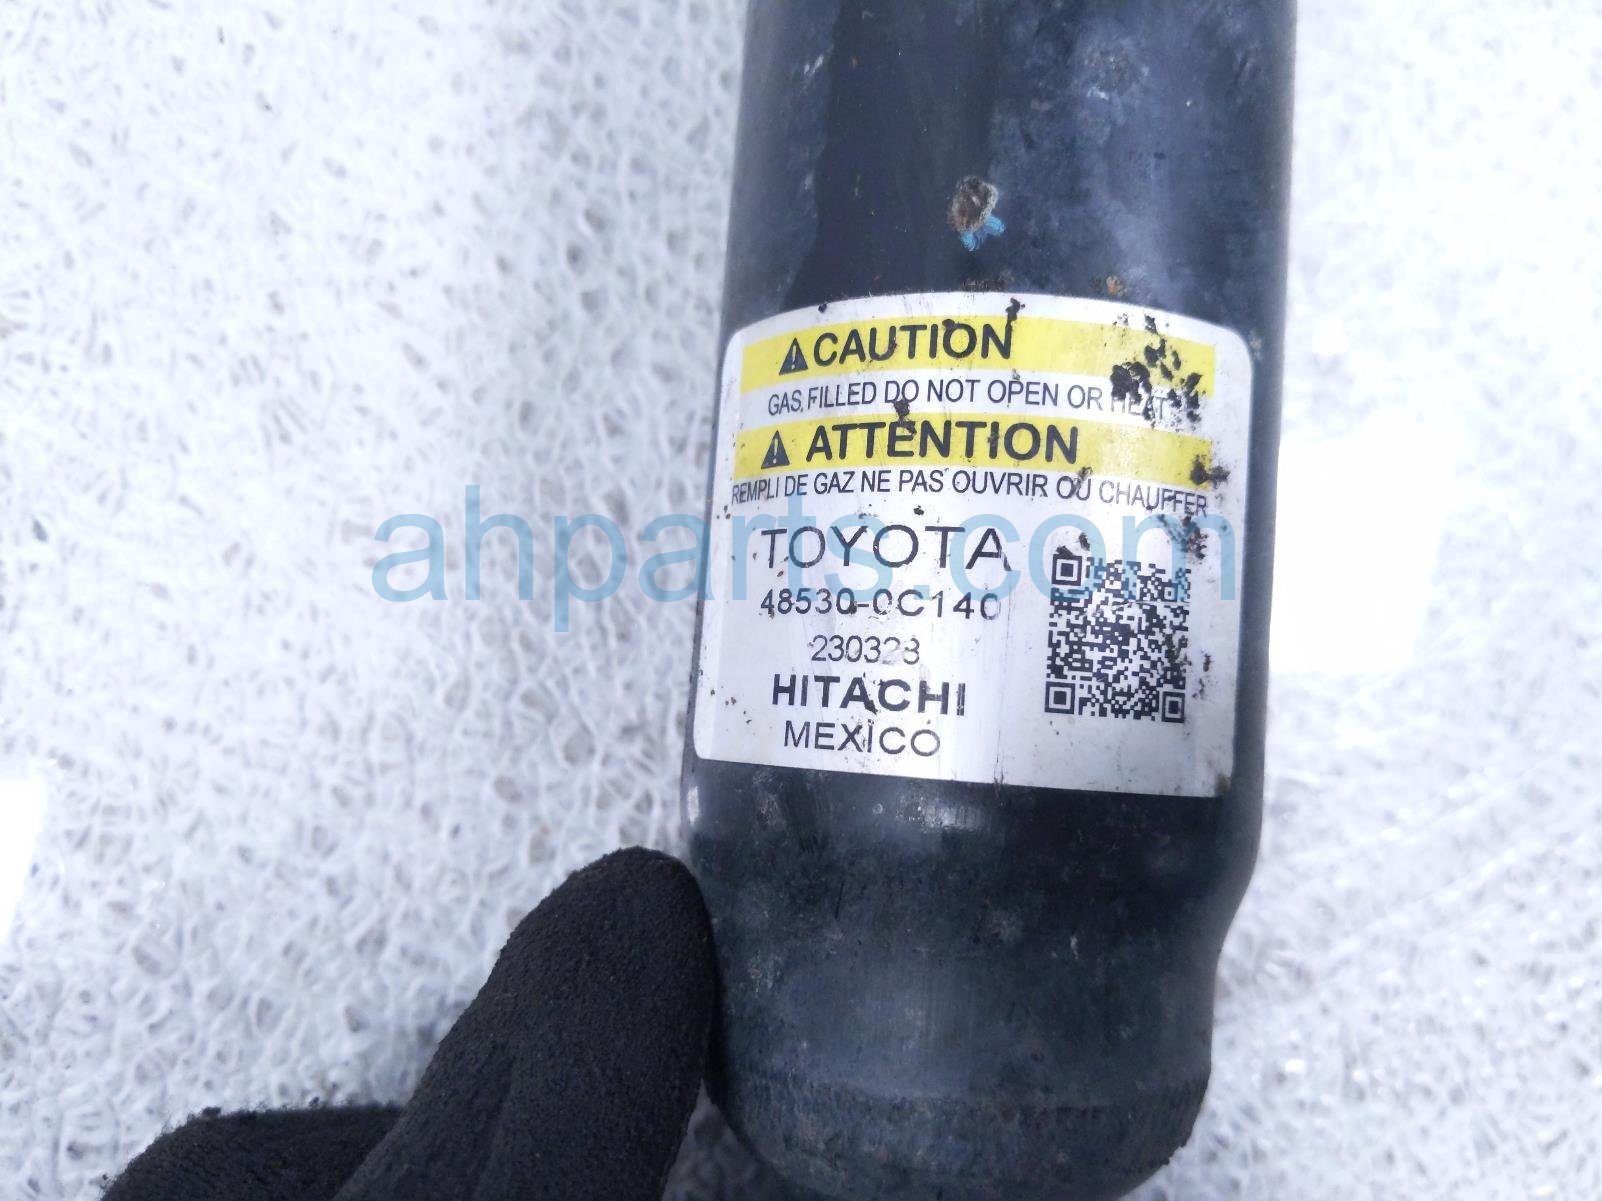 CAUTION
GAS FILLED DO NOT OPEN OR HEAT
ATTENTION
REMPLI DE GAZ NE PAS OUVRIR OU CHAUFFER
ahparts.com
TOYOTA
48530-0C140
230328
HITACHI
MEXICO